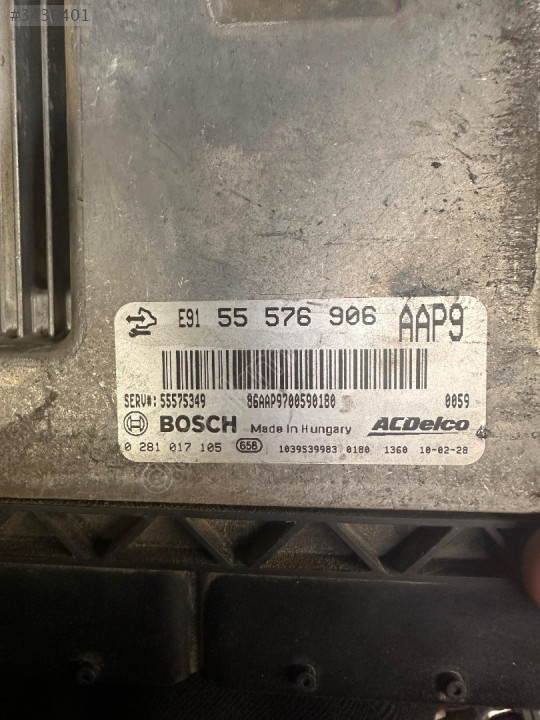 E91 55 576 906 AAP9
SERV#: 55575349 86AAP9700590180 0059
BOSCH Made in Hungary ACDelco
0 281 017 105 658 1039S39983 0180 1360 10-02-28